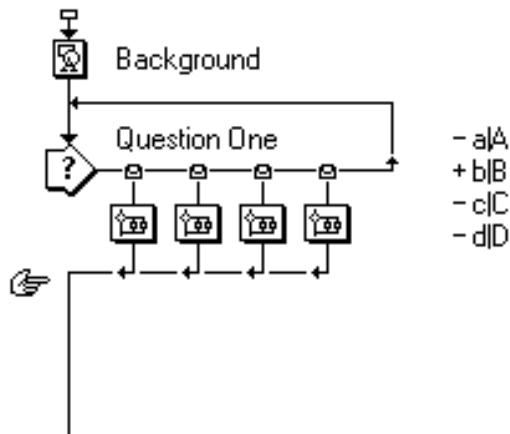 Background
Question One
?
- a|A
+ b|B
- c|C
- d|D